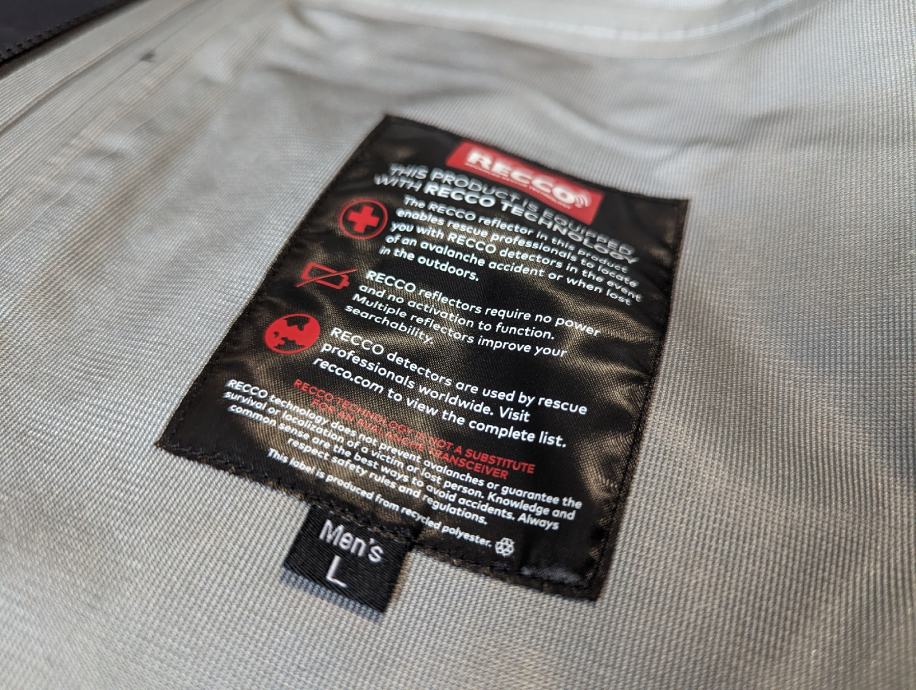 RECCO
THIS PRODUCT IS EQUIPPED
WITH RECCO TECHNOLOGY
The RECCO reflector in this product
enables rescue professionals to locate
you with RECCO detectors in the event
of an avalanche accident or when lost
in the outdoors.
RECCO reflectors require no power
and no activation to function.
Multiple reflectors improve your
searchability.
RECCO detectors are used by rescue
professionals worldwide. Visit
recco.com to view the complete list.
RECCO TECHNOLOGY IS NOT A SUBSTITUTE
FOR AN AVALANCHE TRANSCEIVER
RECCO technology does not prevent avalanches or guarantee the
survival or localization of a victim or lost person. Knowledge and
common sense are the best ways to avoid accidents. Always
respect safety rules and regulations.
This label is produced from recycled polyester.
Men's
L